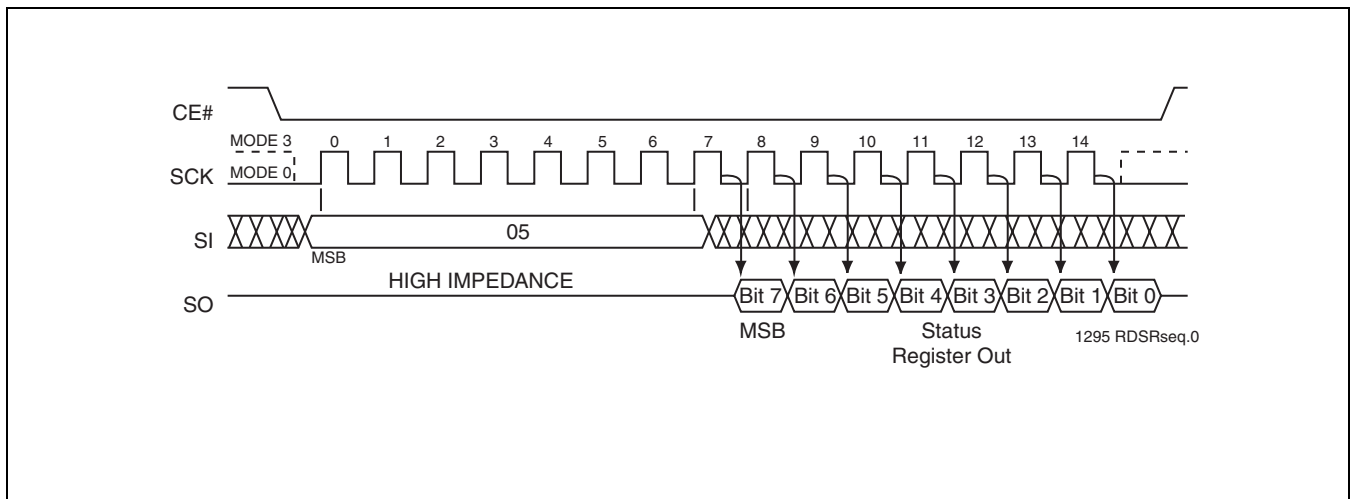 CE#
MODE 3
0 1 2 3 4 5 6 7 8 9 10 11 12 13 14
SCK
MODE 0
SI
05
MSB
HIGH IMPEDANCE
SO
Bit 7 Bit 6 Bit 5 Bit 4 Bit 3 Bit 2 Bit 1 Bit 0
MSB
Status
Register Out
1295 RDSRseq.0